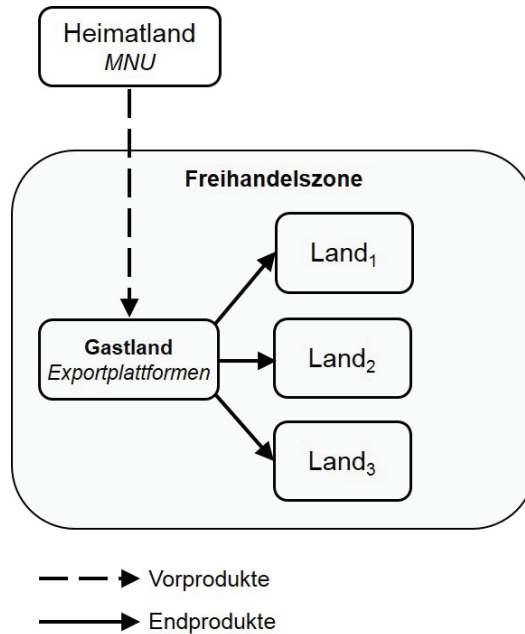 Heimatland
MNU
Freihandelszone
Land₁
Gastland
Exportplattformen
Land₂
Land₃
Vorprodukte
Endprodukte